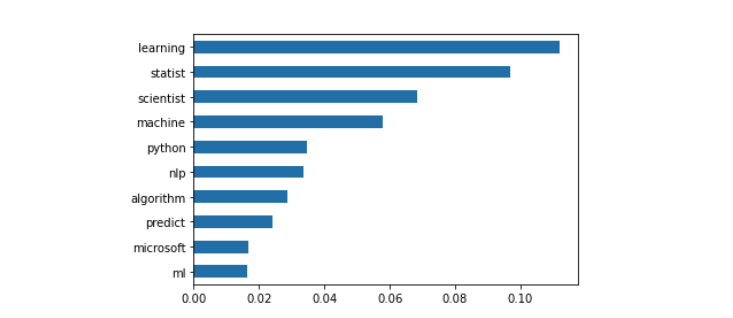 learning
statist
scientist
machine
python
nlp
algorithm
predict
microsoft
ml
0.00 0.02 0.04 0.06 0.08 0.10